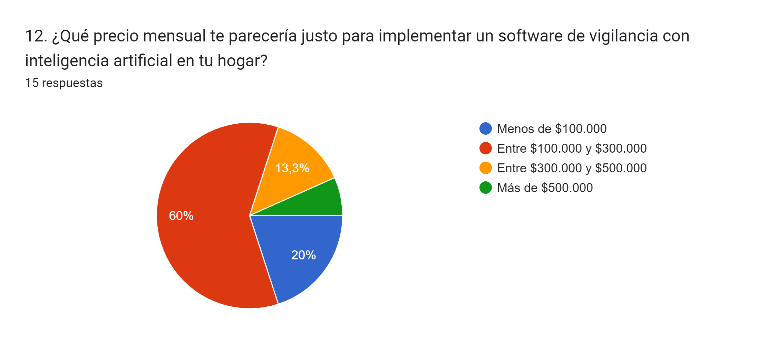 12. ¿Qué precio mensual te parecería justo para implementar un software de vigilancia con
inteligencia artificial en tu hogar?
15 respuestas
Menos de $100.000
Entre $100.000 y $300.000
Entre $300.000 y $500.000
Más de $500.000
13,3%
60%
20%